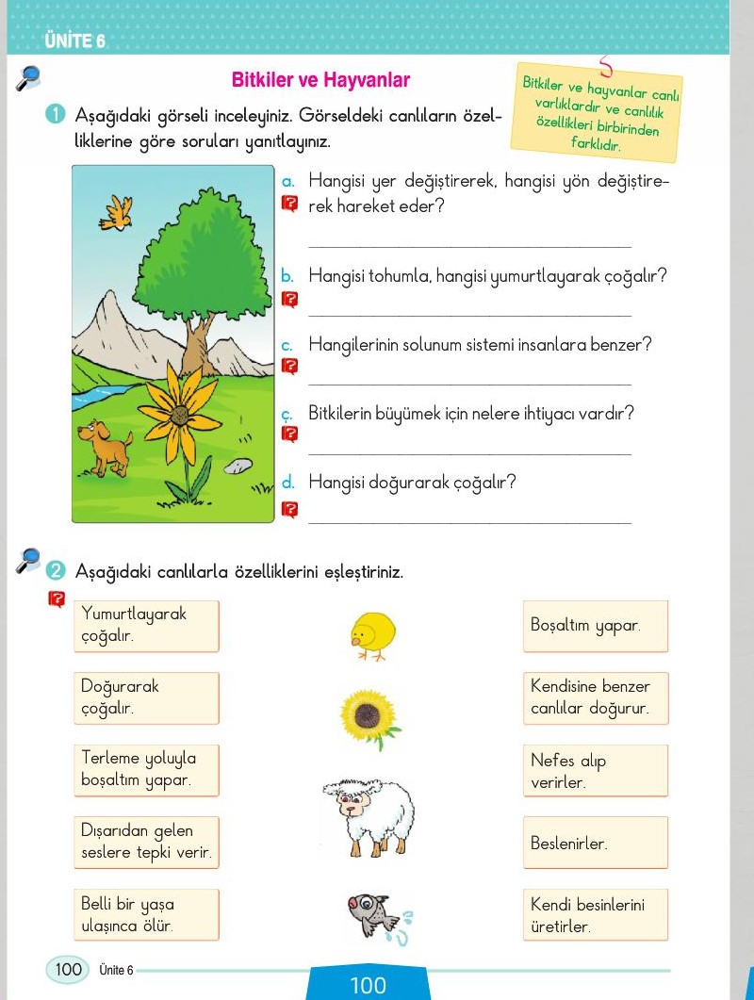 ÜNİTE 6
Bitkiler ve Hayvanlar
Bitkiler ve hayvanlar canlı
varlıklardır ve canlılık
özellikleri birbirinden
farklıdır.
1 Aşağıdaki görseli inceleyiniz. Görseldeki canlıların özel-
liklerine göre soruları yanıtlayınız.
a. Hangisi yer değiştirerek, hangisi yön değiştire-
rek hareket eder?
b. Hangisi tohumla, hangisi yumurtlayarak çoğalır?
c. Hangilerinin solunum sistemi insanlara benzer?
ç. Bitkilerin büyümek için nelere ihtiyacı vardır?
d. Hangisi doğurarak çoğalır?
2 Aşağıdaki canlılarla özelliklerini eşleştiriniz.
Yumurtlayarak
çoğalır.
Doğurarak
çoğalır.
Terleme yoluyla
boşaltım yapar.
Dışarıdan gelen
seslere tepki verir.
Belli bir yaşa
ulaşınca ölür.
Boşaltım yapar.
Kendisine benzer
canlılar doğurur.
Nefes alıp
verirler.
Beslenirler.
Kendi besinlerini
üretirler.
100 Ünite 6
100